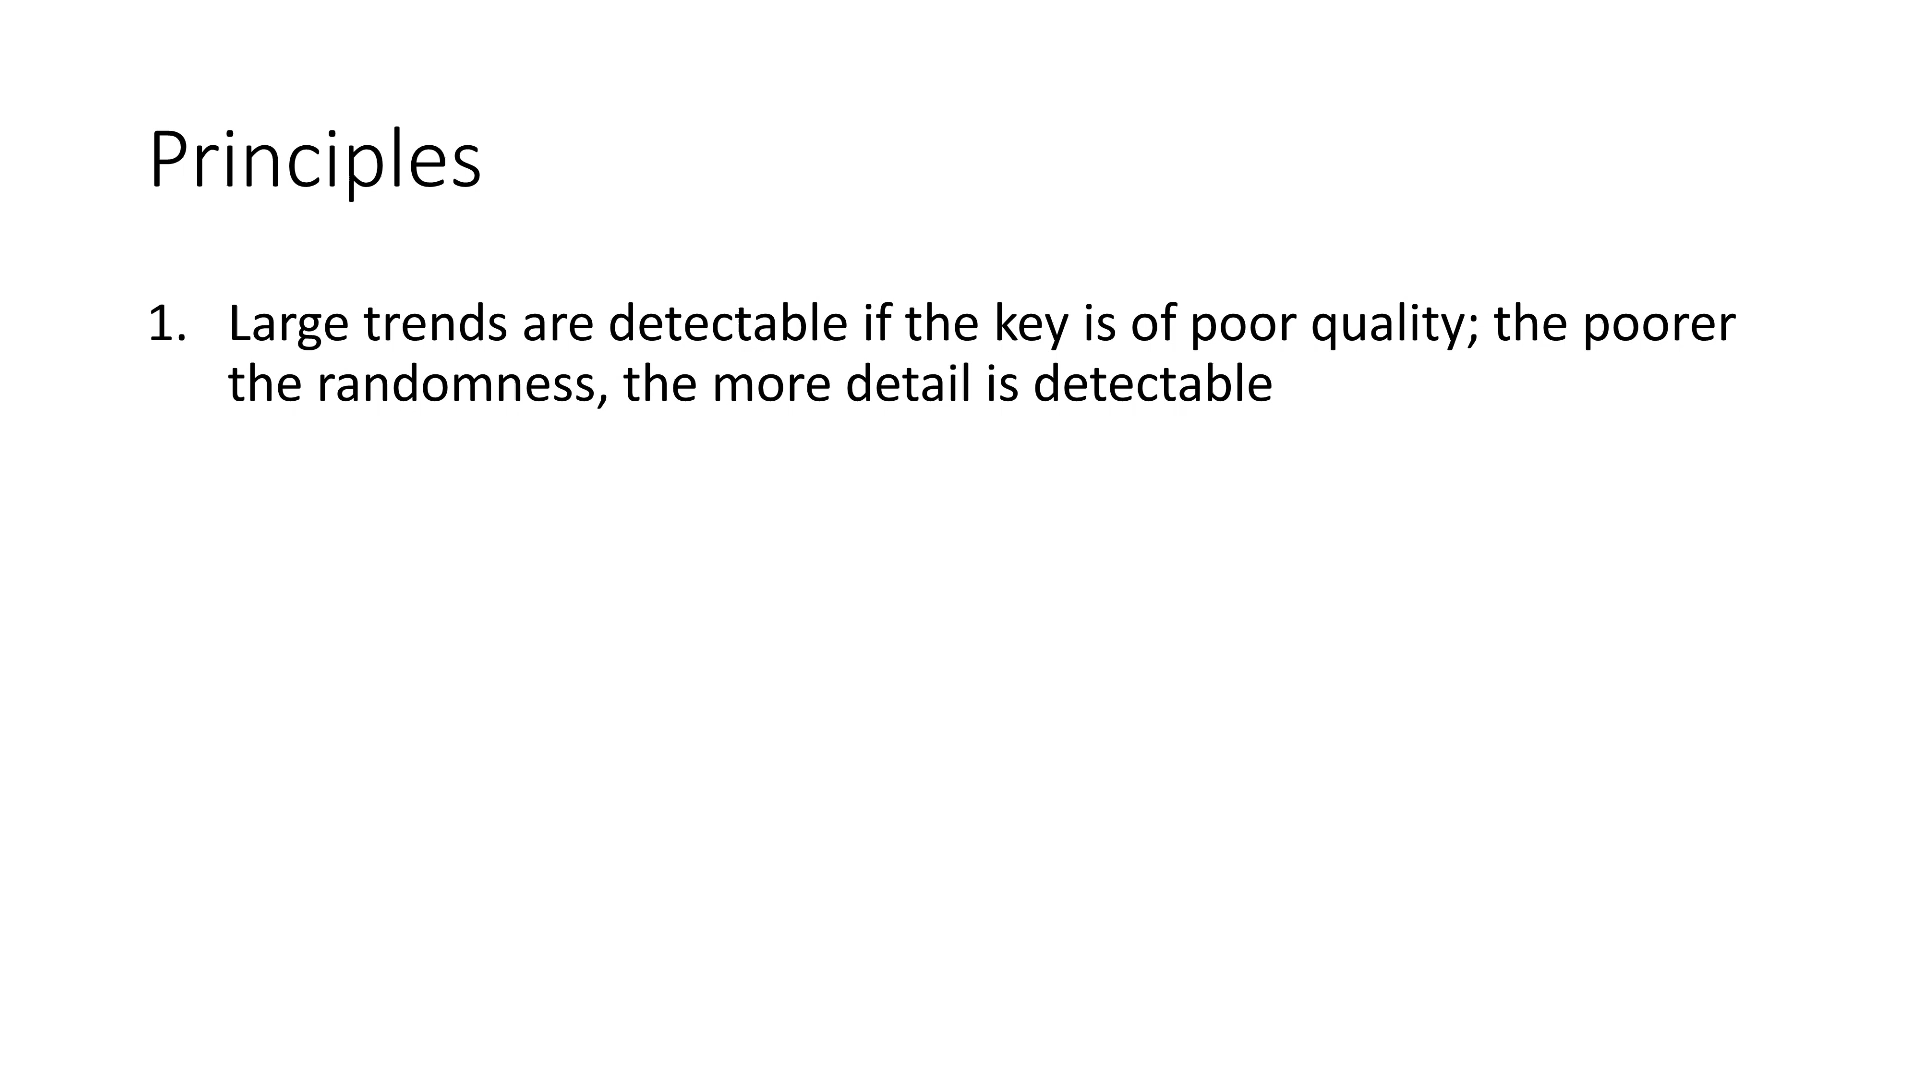 Principles
1. Large trends are detectable if the key is of poor quality; the poorer
the randomness, the more detail is detectable